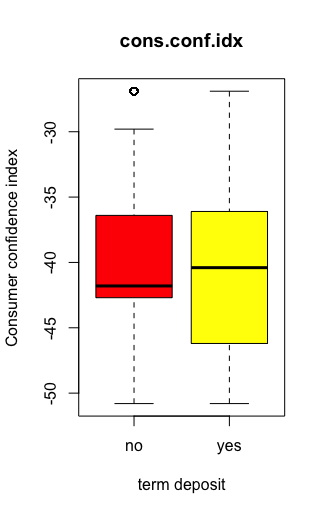 cons.conf.idx
Consumer confidence index
-30
-35
-40
-45
-50
no yes
term deposit